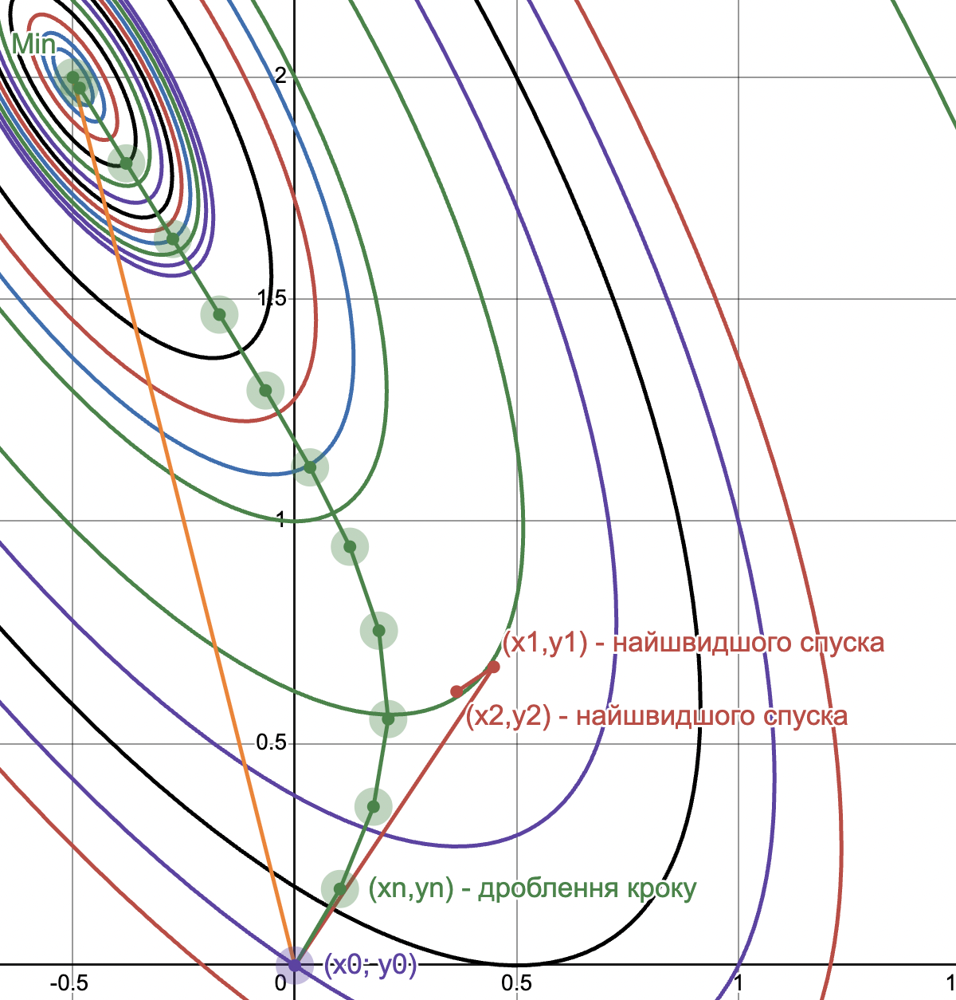 Min
2
1.5
(x1,y1) - найшвидшого спуска
(x2,y2) - найшвидшого спуска
1
0.5
(xn,yn) - дроблення кроку
(x0; y0)
-0.5
0
0.5
1
1